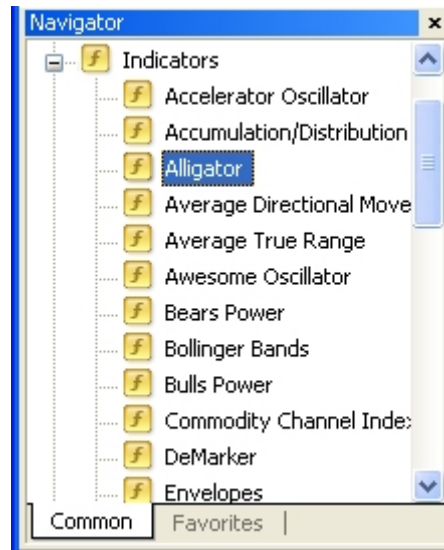 Navigator
Indicators
Accelerator Oscillator
Accumulation/Distribution
Alligator
Average Directional Move
Average True Range
Awesome Oscillator
Bears Power
Bollinger Bands
Bulls Power
Commodity Channel Inde
DeMarker
Envelopes
Common Favorites